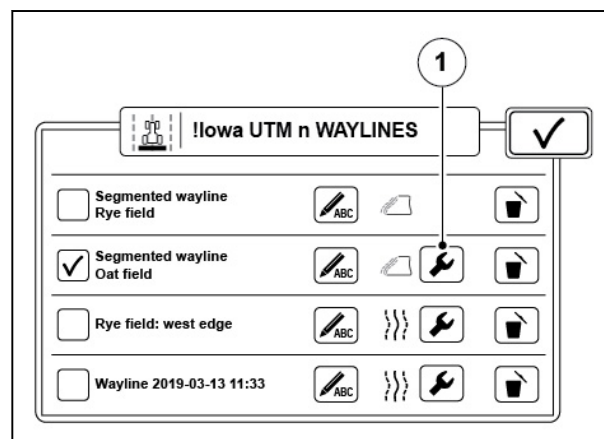 1
!Iowa UTM n WAYLINES
Segmented wayline
Rye field
ABC
Segmented wayline
Oat field
ABC
Rye field: west edge
ABC
Wayline 2019-03-13 11:33
ABC